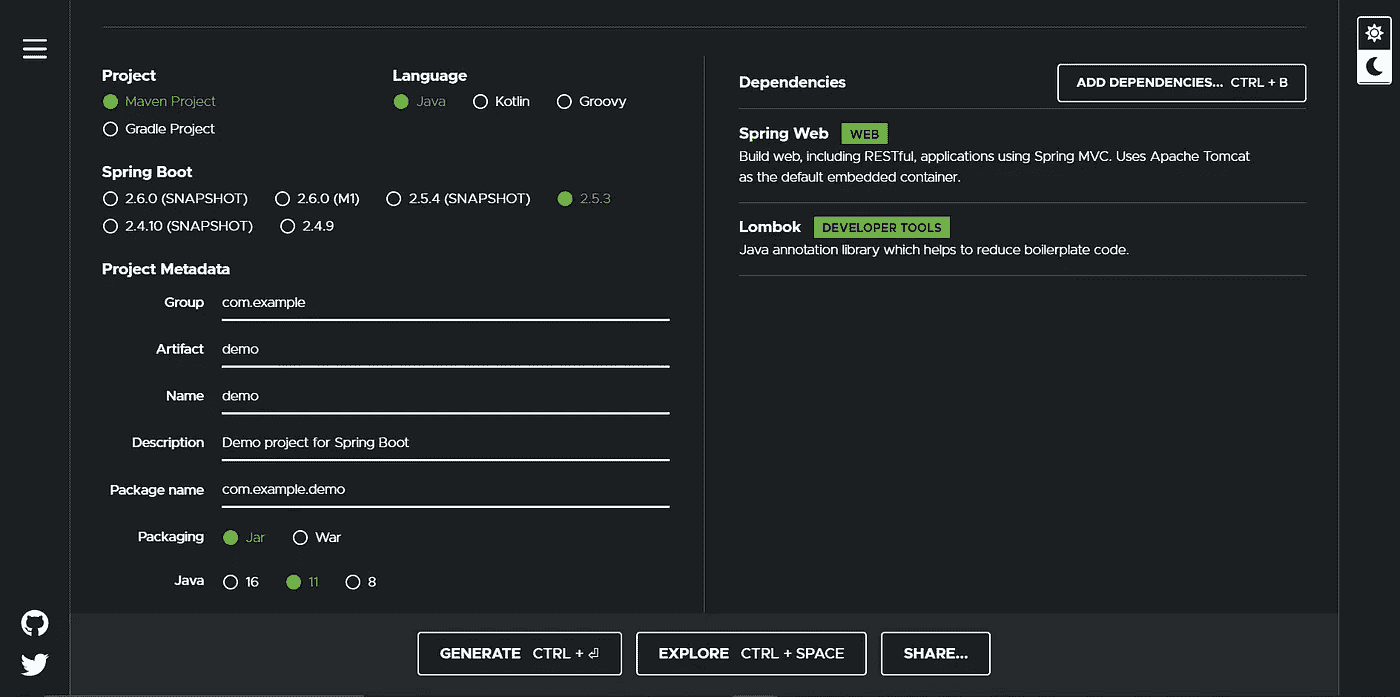 Project
Maven Project
Gradle Project
Language
Java Kotlin Groovy
Spring Boot
2.6.0 (SNAPSHOT) 2.6.0 (M1) 2.5.4 (SNAPSHOT) 2.5.3
2.4.10 (SNAPSHOT) 2.4.9
Project Metadata
Group com.example
Artifact demo
Name demo
Description Demo project for Spring Boot
Package name com.example.demo
Packaging Jar War
Java 16 11 8
Dependencies
ADD DEPENDENCIES... CTRL + B
Spring Web WEB
Build web, including RESTful, applications using Spring MVC. Uses Apache Tomcat
as the default embedded container.
Lombok DEVELOPER TOOLS
Java annotation library which helps to reduce boilerplate code.
GENERATE CTRL + ⏎
EXPLORE CTRL + SPACE
SHARE...